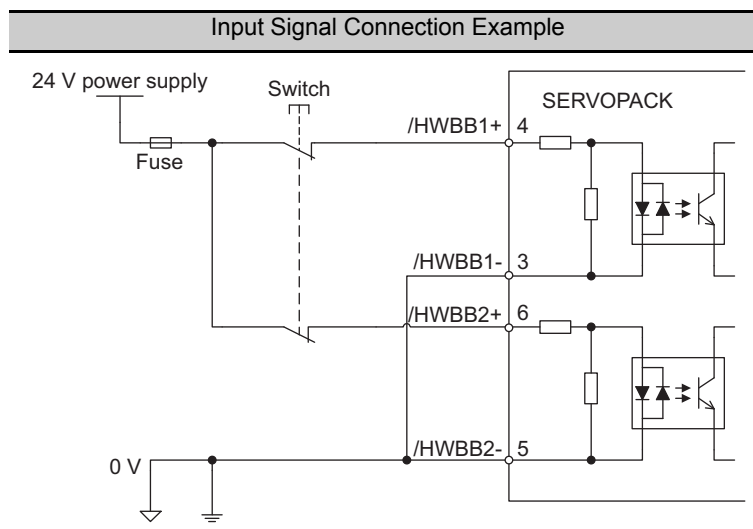 Input Signal Connection Example
24 V power supply
Switch
SERVOPACK
/HWBB1+ 4
Fuse
/HWBB1- 3
/HWBB2+ 6
/HWBB2- 5
0 V